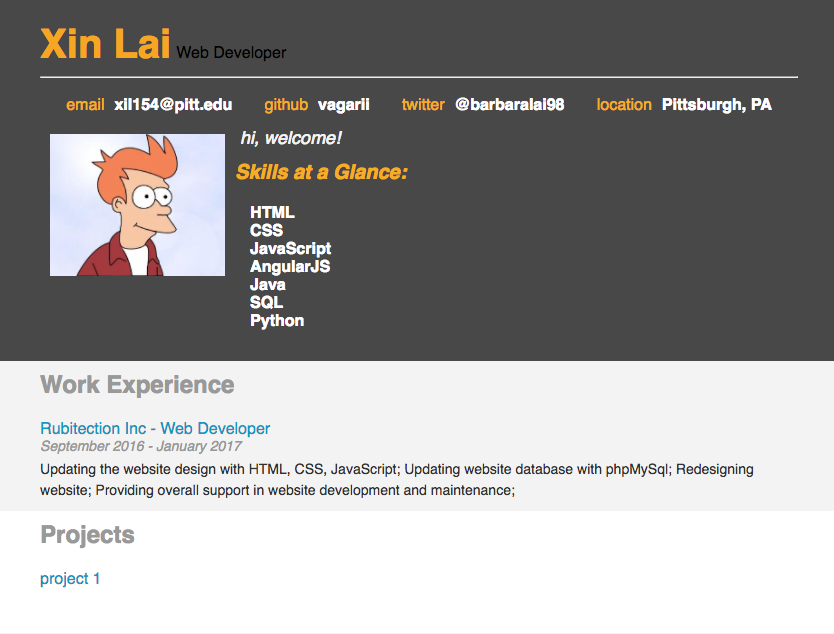 Xin Lai Web Developer
email xil154@pitt.edu github vagarii twitter @barbaralai98 location Pittsburgh, PA
hi, welcome!
Skills at a Glance:
HTML
CSS
JavaScript
AngularJS
Java
SQL
Python
Work Experience
Rubitection Inc - Web Developer
September 2016 - January 2017
Updating the website design with HTML, CSS, JavaScript; Updating website database with phpMySql; Redesigning
website; Providing overall support in website development and maintenance;
Projects
project 1